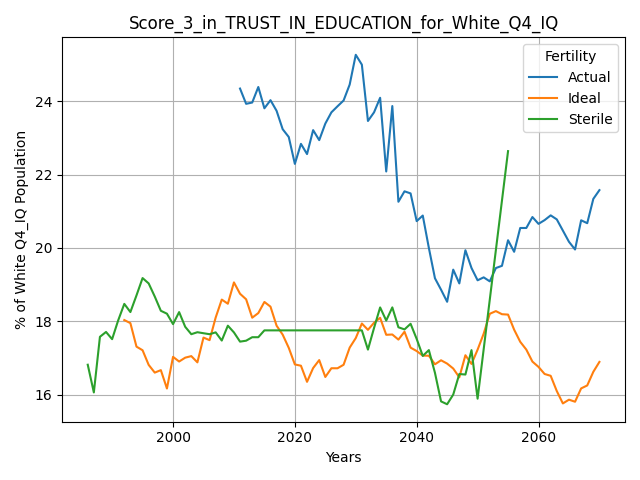 Score_3_in_TRUST_IN_EDUCATION_for_White_Q4_IQ
Fertility
Actual
Ideal
Sterile
% of White Q4_IQ Population
24
22
20
18
16
2000
2020
2040
2060
Years